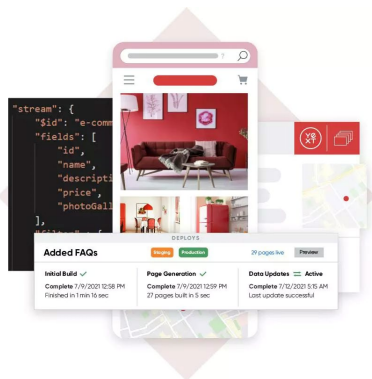 "stream": {
"$id": "e-comm
"fields": [
"id",
"name",
"descripti
"price",
"photoGall
],
yext
DEPLOYS
Added FAQs
Staging
Production
29 pages live
Preview
Initial Build
Complete 7/9/2021 12:58 PM
Finished in 1 min 16 sec
Page Generation
Complete 7/9/2021 12:59 PM
27 pages built in 5 sec
Data Updates
Active
Complete 7/12/2021 5:15 AM
Last update successful